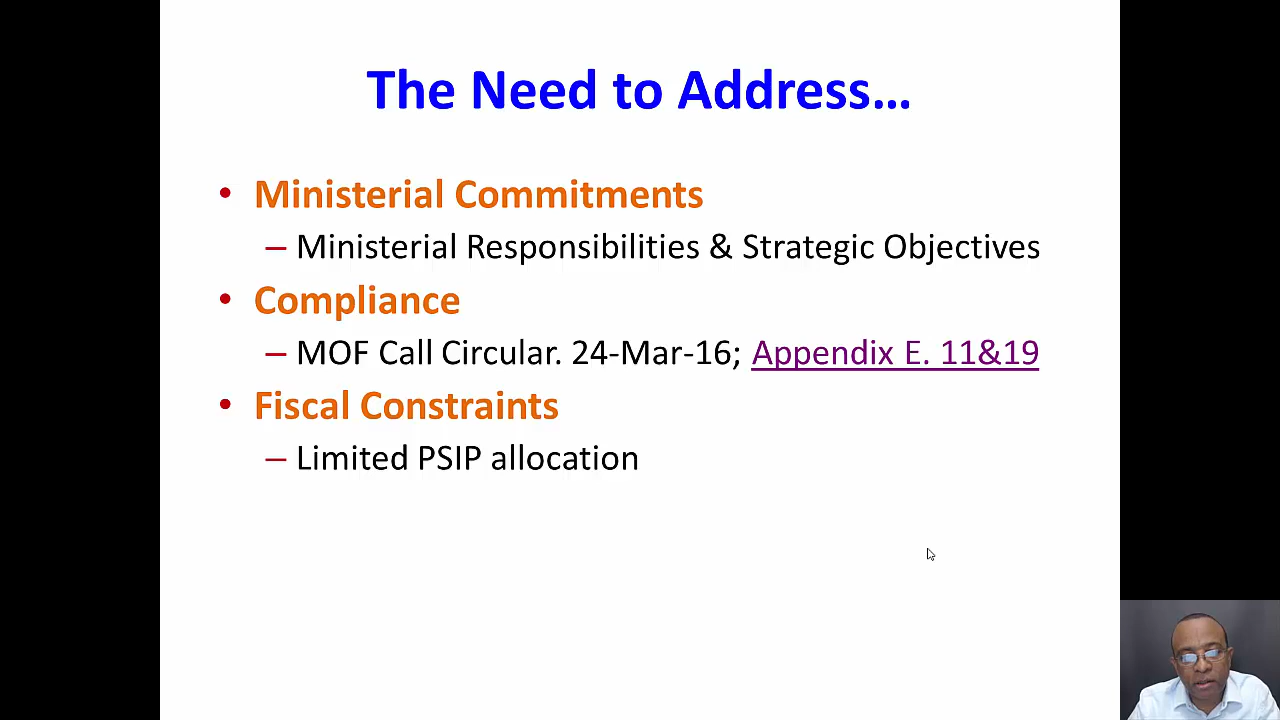 The Need to Address…
• Ministerial Commitments
– Ministerial Responsibilities & Strategic Objectives
• Compliance
– MOF Call Circular. 24-Mar-16; Appendix E. 11&19
• Fiscal Constraints
– Limited PSIP allocation